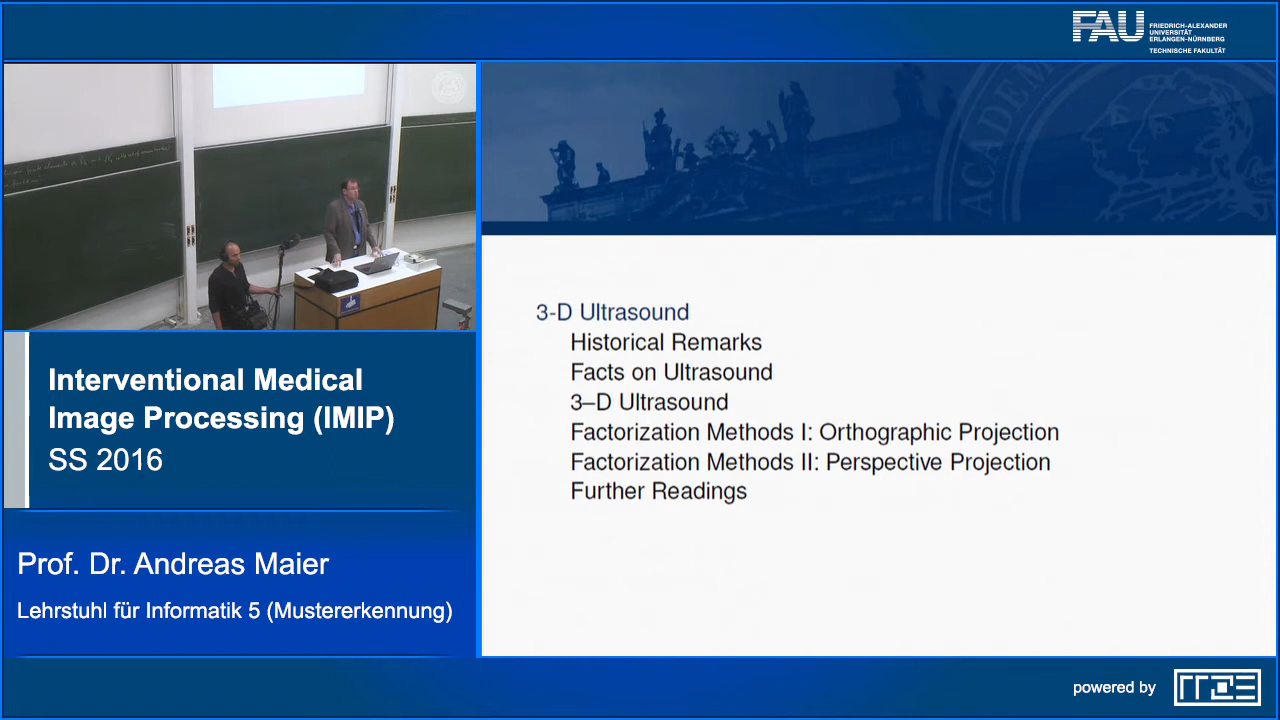 FAU
FRIEDRICH-ALEXANDER
UNIVERSITÄT
ERLANGEN-NÜRNBERG
TECHNISCHE FAKULTÄT
ACADEM
3-D Ultrasound
Historical Remarks
Facts on Ultrasound
3–D Ultrasound
Factorization Methods I: Orthographic Projection
Factorization Methods II: Perspective Projection
Further Readings
Interventional Medical
Image Processing (IMIP)
SS 2016
Prof. Dr. Andreas Maier
Lehrstuhl für Informatik 5 (Mustererkennung)
powered by